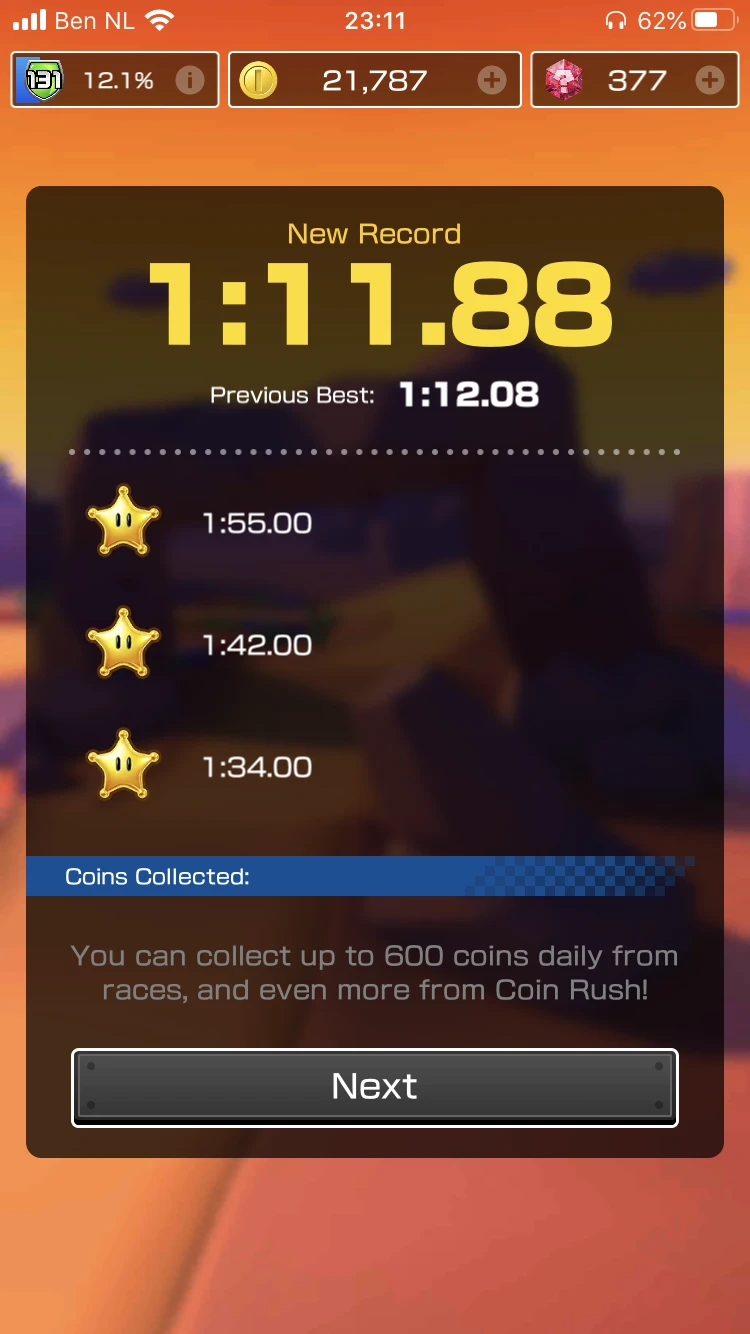 Ben NL 23:11 62%
131 12.1% i 21,787 + 377 +
New Record
1:11.88
Previous Best: 1:12.08
1:55.00
1:42.00
1:34.00
Coins Collected:
You can collect up to 600 coins daily from
races, and even more from Coin Rush!
Next